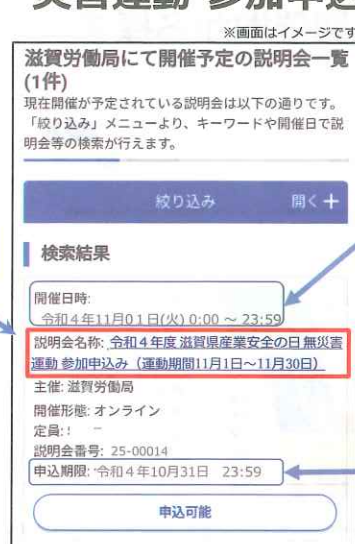 災害運動 参加申込
※画面はイメージです
滋賀労働局にて開催予定の説明会一覧
(1件)
現在開催が予定されている説明会は以下の通りです。
「絞り込み」メニューより、キーワードや開催日で説
明会等の検索が行えます。
絞り込み 開く＋
検索結果
開催日時:
令和４年11月0１日(火) 0:00 ～ 23:59
説明会名称: 令和４年度 滋賀県産業安全の日 無災害
運動 参加申込み（運動期間11月1日～11月30日）
主催: 滋賀労働局
開催形態: オンライン
定員:
説明会番号: 25-00014
申込期限: 令和４年10月31日 23:59
申込可能